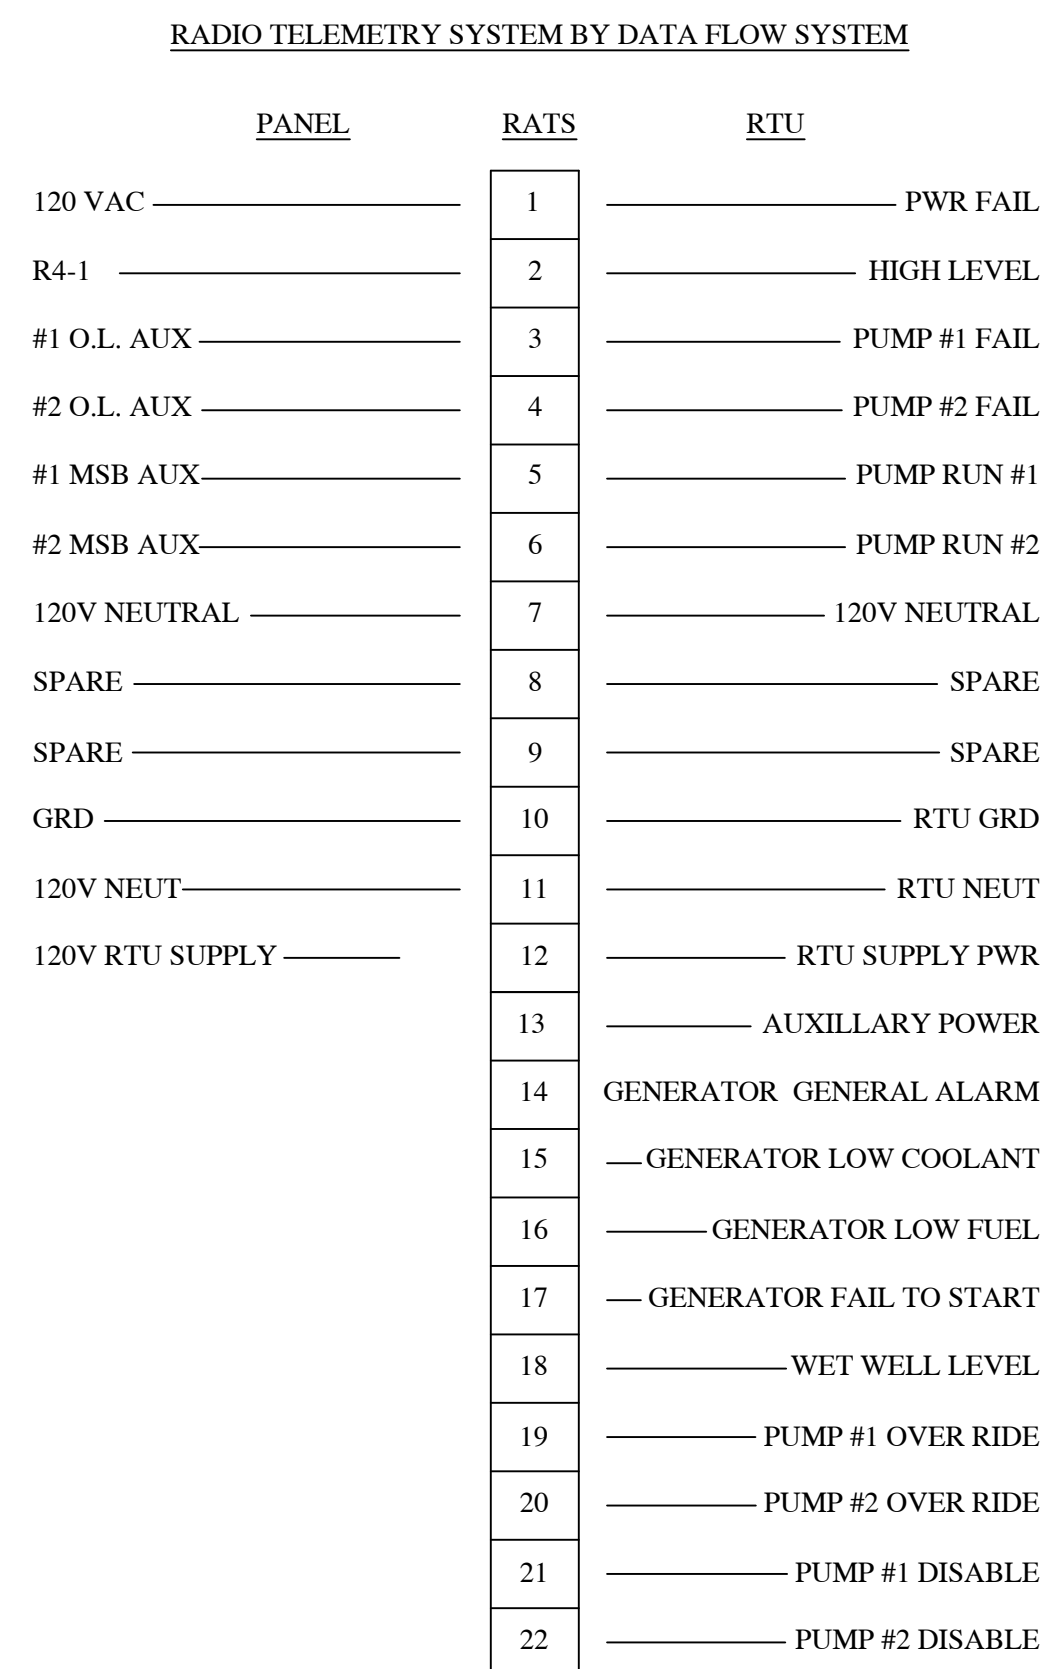 RADIO TELEMETRY SYSTEM BY DATA FLOW SYSTEM
PANEL RATS RTU
120 VAC 1 PWR FAIL
R4-1 2 HIGH LEVEL
#1 O.L. AUX 3 PUMP #1 FAIL
#2 O.L. AUX 4 PUMP #2 FAIL
#1 MSB AUX 5 PUMP RUN #1
#2 MSB AUX 6 PUMP RUN #2
120V NEUTRAL 7 120V NEUTRAL
SPARE 8 SPARE
SPARE 9 SPARE
GRD 10 RTU GRD
120V NEUT 11 RTU NEUT
120V RTU SUPPLY 12 RTU SUPPLY PWR
13 AUXILLARY POWER
14 GENERATOR GENERAL ALARM
15 GENERATOR LOW COOLANT
16 GENERATOR LOW FUEL
17 GENERATOR FAIL TO START
18 WET WELL LEVEL
19 PUMP #1 OVER RIDE
20 PUMP #2 OVER RIDE
21 PUMP #1 DISABLE
22 PUMP #2 DISABLE